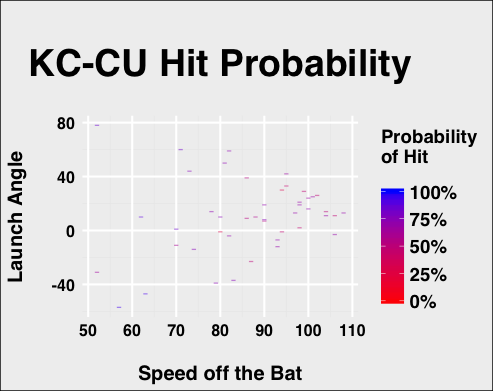 KC-CU Hit Probability
Launch Angle
80
40
0
-40
50 60 70 80 90 100 110
Speed off the Bat
Probability
of Hit
100%
75%
50%
25%
0%